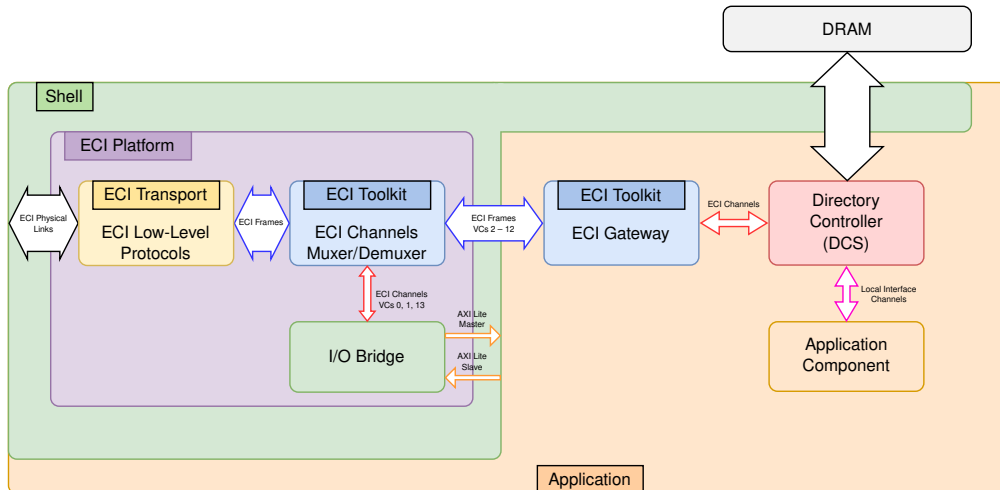 DRAM
Shell
ECI Platform
ECI Transport
ECI Low-Level
Protocols
ECI Physical
Links
ECI Frames
ECI Toolkit
ECI Channels
Muxer/Demuxer
ECI Frames
VCs 2 – 12
ECI Toolkit
ECI Gateway
ECI Channels
Directory
Controller
(DCS)
ECI Channels
VCs 0, 1, 13
Local Interface
Channels
I/O Bridge
AXI Lite
Master
AXI Lite
Slave
Application
Component
Application